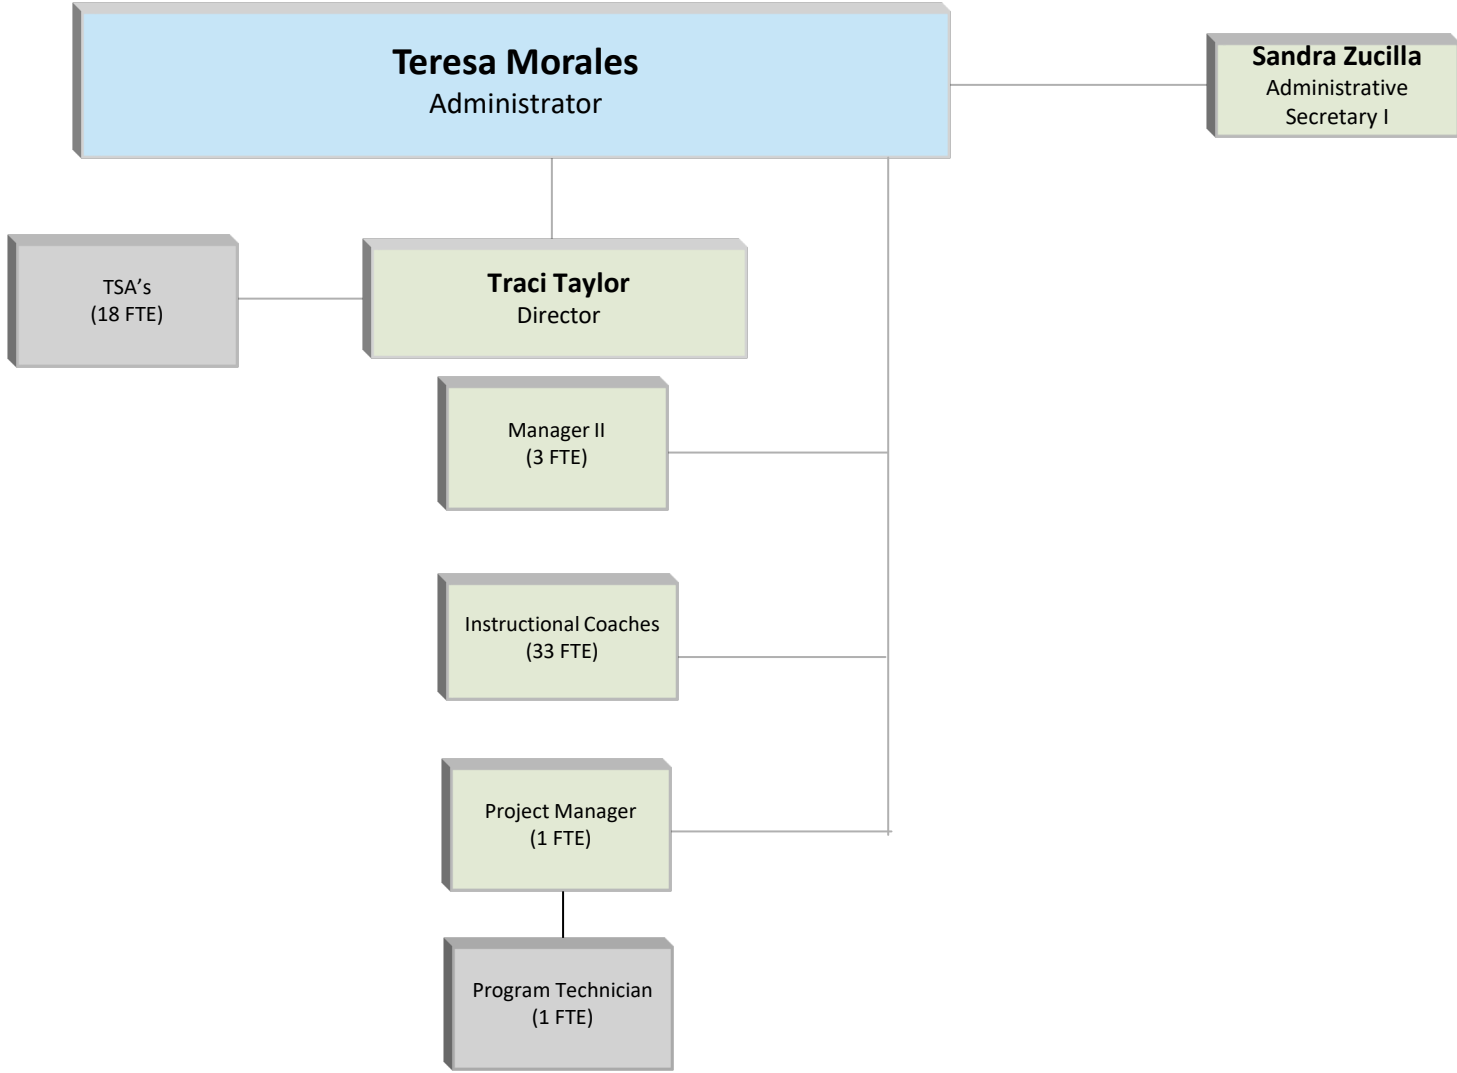 Teresa Morales
Administrator
Sandra Zucilla
Administrative
Secretary I
TSA’s
(18 FTE)
Traci Taylor
Director
Manager II
(3 FTE)
Instructional Coaches
(33 FTE)
Project Manager
(1 FTE)
Program Technician
(1 FTE)